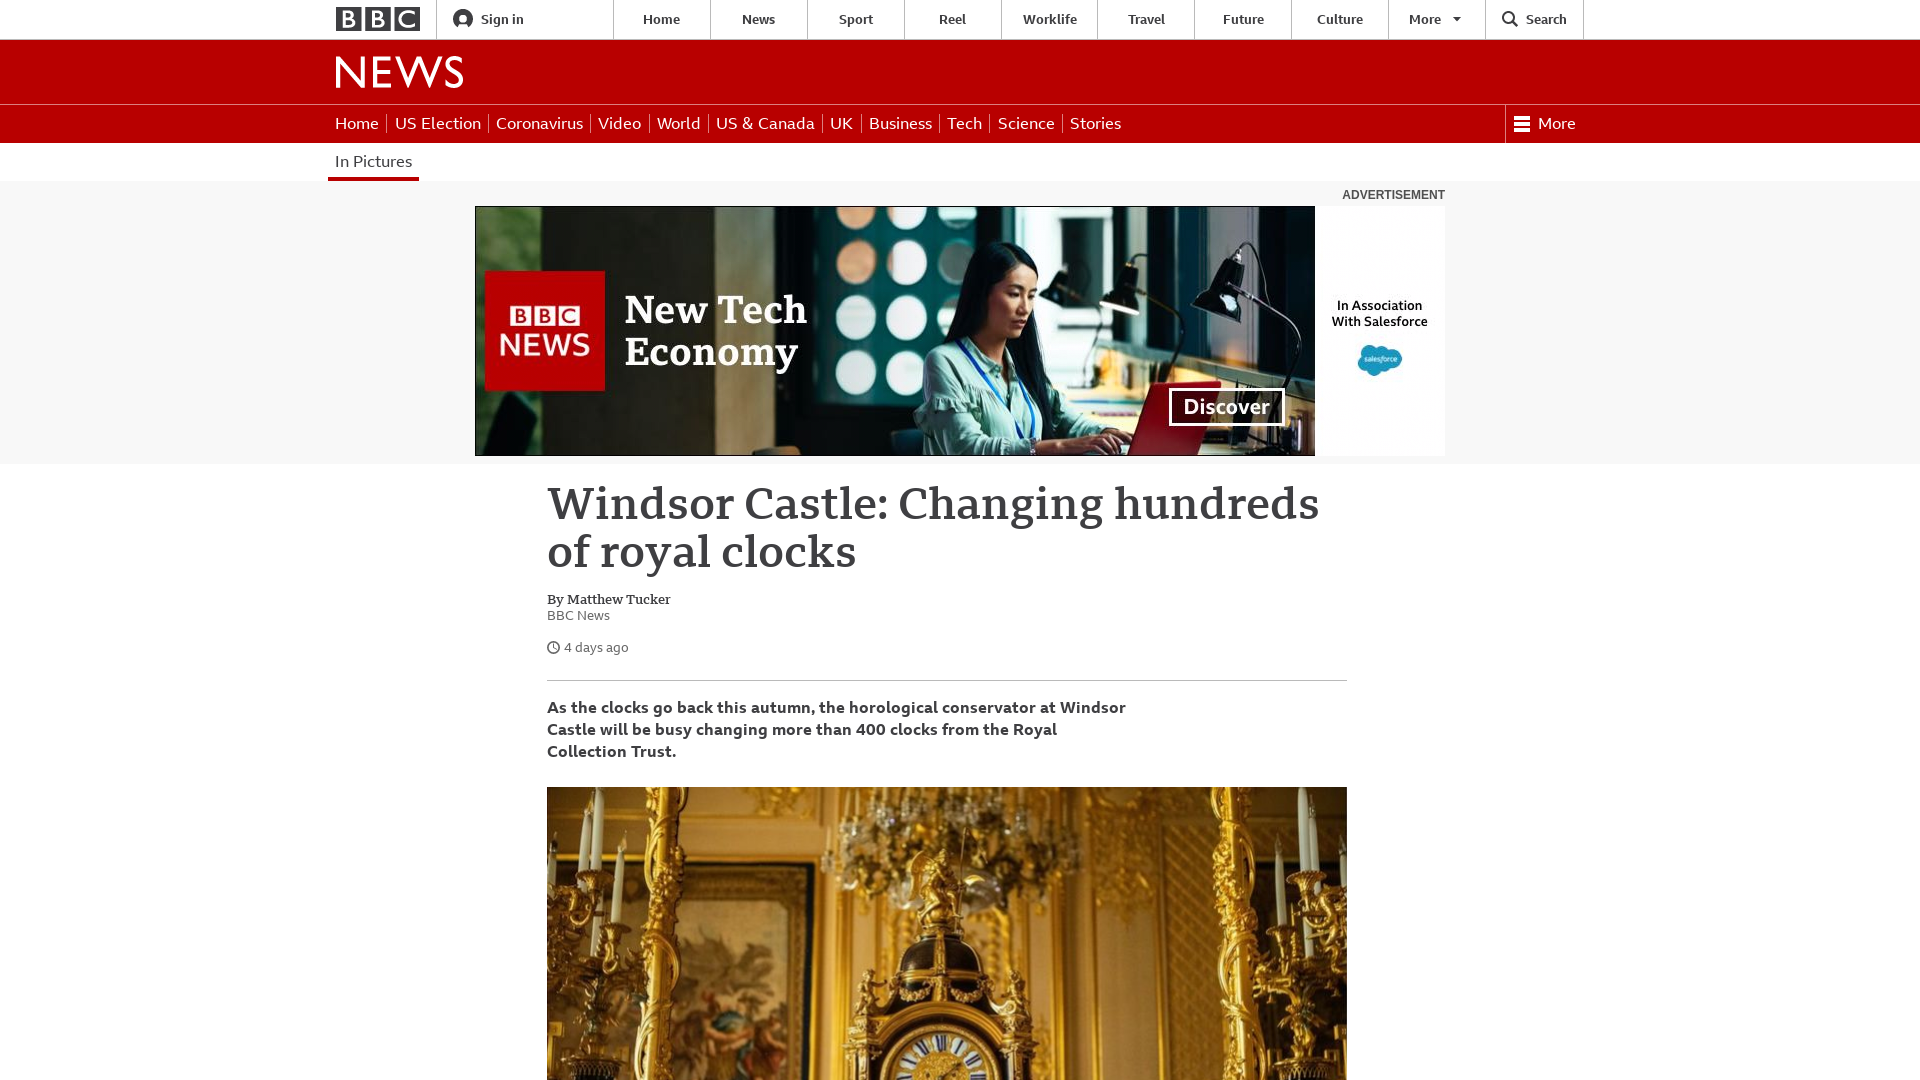 BBC
Sign in
Home
News
Sport
Reel
Worklife
Travel
Future
Culture
More
Search
NEWS
Home
US Election
Coronavirus
Video
World
US & Canada
UK
Business
Tech
Science
Stories
More
In Pictures
ADVERTISEMENT
BBC
NEWS
New Tech
Economy
Discover
In Association
With Salesforce
salesforce
Windsor Castle: Changing hundreds
of royal clocks
By Matthew Tucker
BBC News
4 days ago
As the clocks go back this autumn, the horological conservator at Windsor
Castle will be busy changing more than 400 clocks from the Royal
Collection Trust.